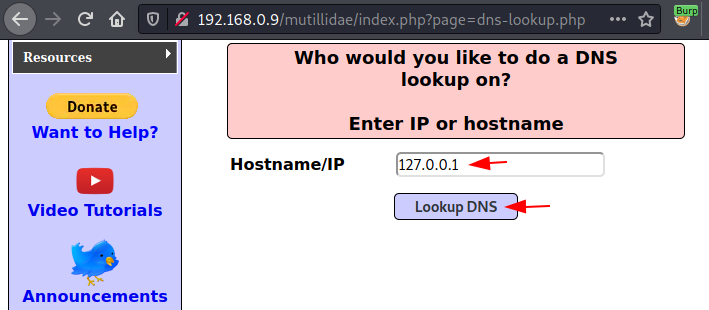 Burp
192.168.0.9/mutillidae/index.php?page=dns-lookup.php
Resources
Donate
Want to Help?
Video Tutorials
Announcements
Who would you like to do a DNS
lookup on?
Enter IP or hostname
Hostname/IP
127.0.0.1
Lookup DNS